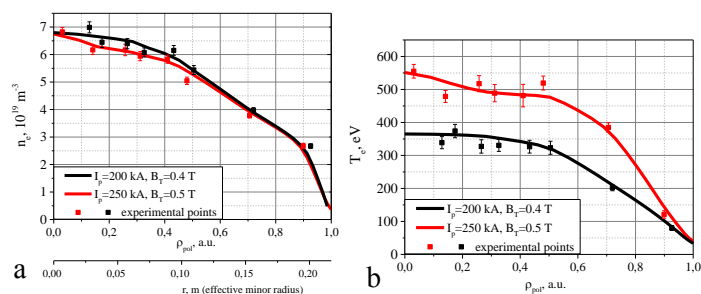 7
6
5
4
3
2
1
0
n_e, 10^19 m^-3
I_p=200 kA, B_T=0.4 T
I_p=250 kA, B_T=0.5 T
experimental points
0,0 0,2 0,4 0,6 0,8 1,0
ρ_pol, a.u.
0,00 0,05 0,10 0,15 0,20
r, m (effective minor radius)
a
600
500
400
300
200
100
0
T_e, eV
I_p=200 kA, B_T=0.4 T
I_p=250 kA, B_T=0.5 T
experimental points
0,0 0,2 0,4 0,6 0,8 1,0
ρ_pol, a.u.
b